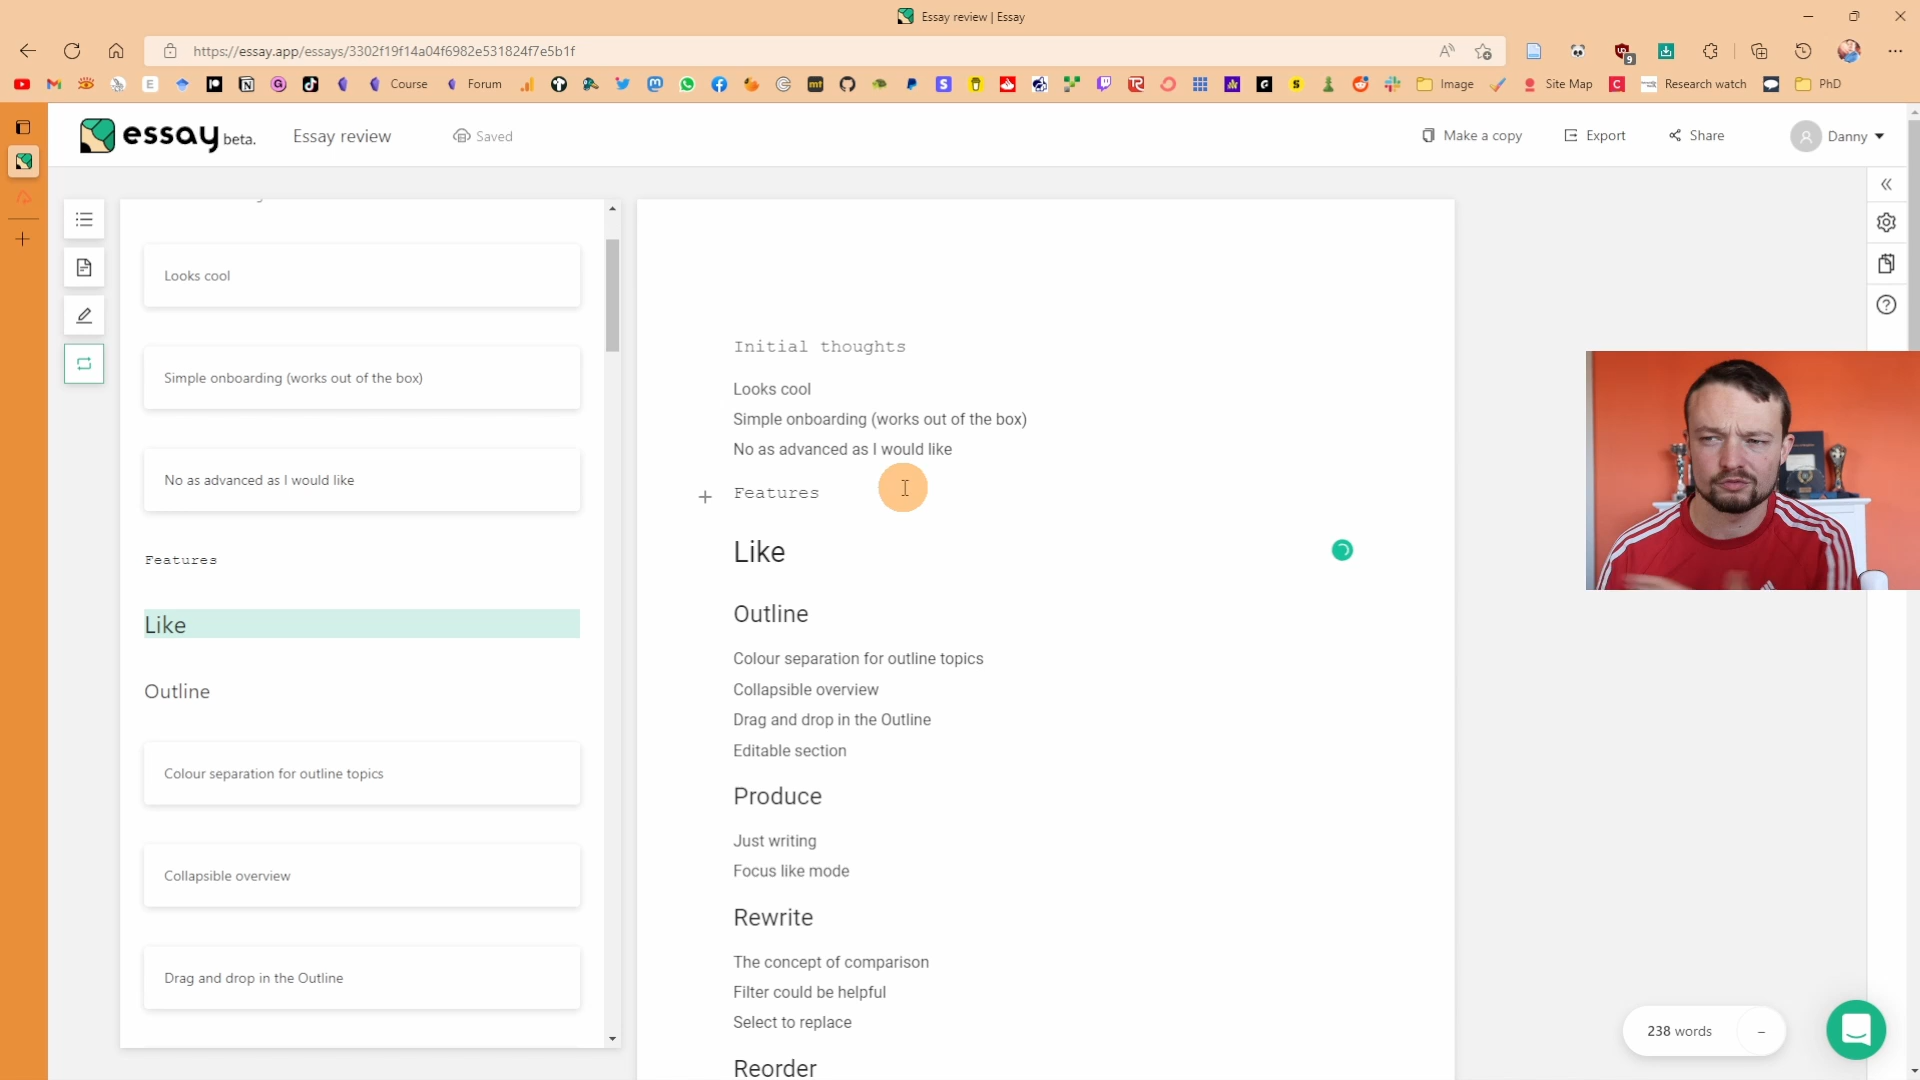 Essay review | Essay
https://essay.app/essays/3302f19f14a04f6982e531824f7e5b1f
9
Course
Forum
Image
Site Map
Research watch
PhD
essay beta.
Essay review
Saved
Make a copy
Export
Share
Danny
Looks cool
Simple onboarding (works out of the box)
No as advanced as I would like
Features
Like
Outline
Colour separation for outline topics
Collapsible overview
Drag and drop in the Outline
Initial thoughts
Looks cool
Simple onboarding (works out of the box)
No as advanced as I would like
Features
Like
Outline
Colour separation for outline topics
Collapsible overview
Drag and drop in the Outline
Editable section
Produce
Just writing
Focus like mode
Rewrite
The concept of comparison
Filter could be helpful
Select to replace
Reorder
238 words